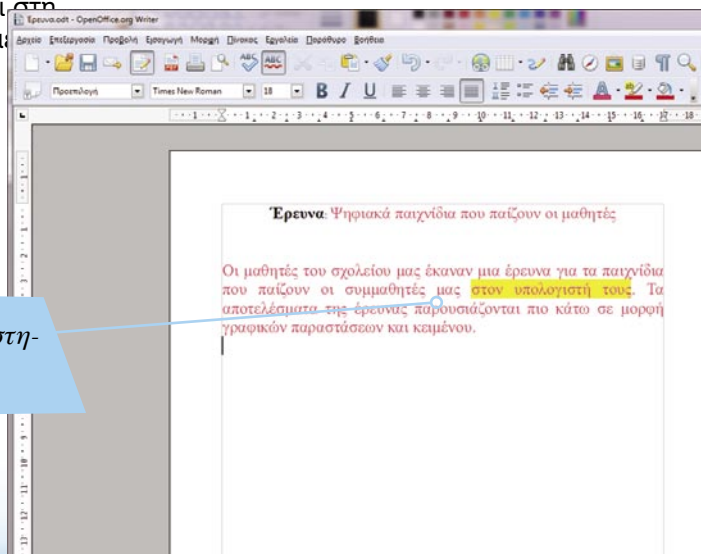 ι στη
Ερευνα.odt - OpenOffice.org Writer
Αρχείο Επεξεργασία Προβολή Εισαγωγή Μορφή Πίνακας Εργαλεία Παράθυρο Βοήθεια
Προεπιλογή Times New Roman 18 B I U
Έρευνα: Ψηφιακά παιχνίδια που παίζουν οι μαθητές
Οι μαθητές του σχολείου μας έκαναν μια έρευνα για τα παιχνίδια
που παίζουν οι συμμαθητές μας στον υπολογιστή τους. Τα
αποτελέσματα της έρευνας παρουσιάζονται πιο κάτω σε μορφή
γραφικών παραστάσεων και κειμένου.
στη-